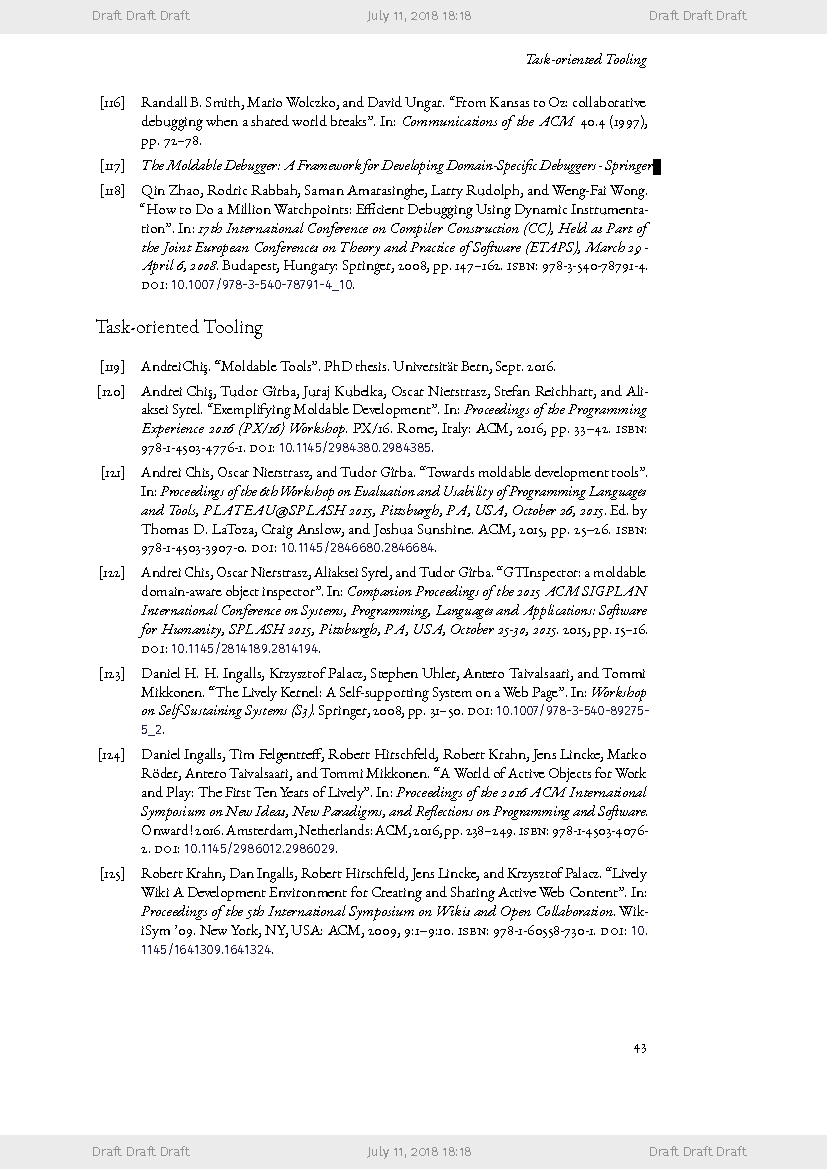 Draft Draft Draft July 11, 2018 18:18 Draft Draft Draft
Task-oriented Tooling
[116] Randall B. Smith, Mario Wolczko, and David Ungar. “From Kansas to Oz: collaborative
debugging when a shared world breaks”. In: Communications of the ACM 40.4 (1997),
pp. 72–78.
[117] The Moldable Debugger: A Framework for Developing Domain-Specific Debuggers - Springer
[118] Qin Zhao, Rodric Rabbah, Saman Amarasinghe, Larry Rudolph, and Weng-Fai Wong.
“How to Do a Million Watchpoints: Efficient Debugging Using Dynamic Instrumenta-
tion”. In: 17th International Conference on Compiler Construction (CC), Held as Part of
the Joint European Conferences on Theory and Practice of Software (ETAPS), March 29 -
April 6, 2008. Budapest, Hungary: Springer, 2008, pp. 147–162. ISBN: 978-3-540-78791-4.
DOI: 10.1007/978-3-540-78791-4_10.
Task-oriented Tooling
[119] Andrei Chiş. “Moldable Tools”. PhD thesis. Universität Bern, Sept. 2016.
[120] Andrei Chiş, Tudor Gîrba, Juraj Kubelka, Oscar Nierstrasz, Stefan Reichhart, and Ali-
aksei Syrel. “Exemplifying Moldable Development”. In: Proceedings of the Programming
Experience 2016 (PX/16) Workshop. PX/16. Rome, Italy: ACM, 2016, pp. 33–42. ISBN:
978-1-4503-4776-1. DOI: 10.1145/2984380.2984385.
[121] Andrei Chis, Oscar Nierstrasz, and Tudor Gîrba. “Towards moldable development tools”.
In: Proceedings of the 6th Workshop on Evaluation and Usability of Programming Languages
and Tools, PLATEAU@SPLASH 2015, Pittsburgh, PA, USA, October 26, 2015. Ed. by
Thomas D. LaToza, Craig Anslow, and Joshua Sunshine. ACM, 2015, pp. 25–26. ISBN:
978-1-4503-3907-0. DOI: 10.1145/2846680.2846684.
[122] Andrei Chis, Oscar Nierstrasz, Aliaksei Syrel, and Tudor Gîrba. “GTInspector: a moldable
domain-aware object inspector”. In: Companion Proceedings of the 2015 ACM SIGPLAN
International Conference on Systems, Programming, Languages and Applications: Software
for Humanity, SPLASH 2015, Pittsburgh, PA, USA, October 25-30, 2015. 2015, pp. 15–16.
DOI: 10.1145/2814189.2814194.
[123] Daniel H. H. Ingalls, Krzysztof Palacz, Stephen Uhler, Antero Taivalsaari, and Tommi
Mikkonen. “The Lively Kernel: A Self-supporting System on a Web Page”. In: Workshop
on Self-Sustaining Systems (S3). Springer, 2008, pp. 31–50. DOI: 10.1007/978-3-540-89275-
5_2.
[124] Daniel Ingalls, Tim Felgentreff, Robert Hirschfeld, Robert Krahn, Jens Lincke, Marko
Röder, Antero Taivalsaari, and Tommi Mikkonen. “A World of Active Objects for Work
and Play: The First Ten Years of Lively”. In: Proceedings of the 2016 ACM International
Symposium on New Ideas, New Paradigms, and Reflections on Programming and Software.
Onward! 2016. Amsterdam, Netherlands: ACM, 2016, pp. 238–249. ISBN: 978-1-4503-4076-
2. DOI: 10.1145/2986012.2986029.
[125] Robert Krahn, Dan Ingalls, Robert Hirschfeld, Jens Lincke, and Krzysztof Palacz. “Lively
Wiki A Development Environment for Creating and Sharing Active Web Content”. In:
Proceedings of the 5th International Symposium on Wikis and Open Collaboration. Wik-
iSym ’09. New York, NY, USA: ACM, 2009, 9:1–9:10. ISBN: 978-1-60558-730-1. DOI: 10.
1145/1641309.1641324.
43
Draft Draft Draft July 11, 2018 18:18 Draft Draft Draft